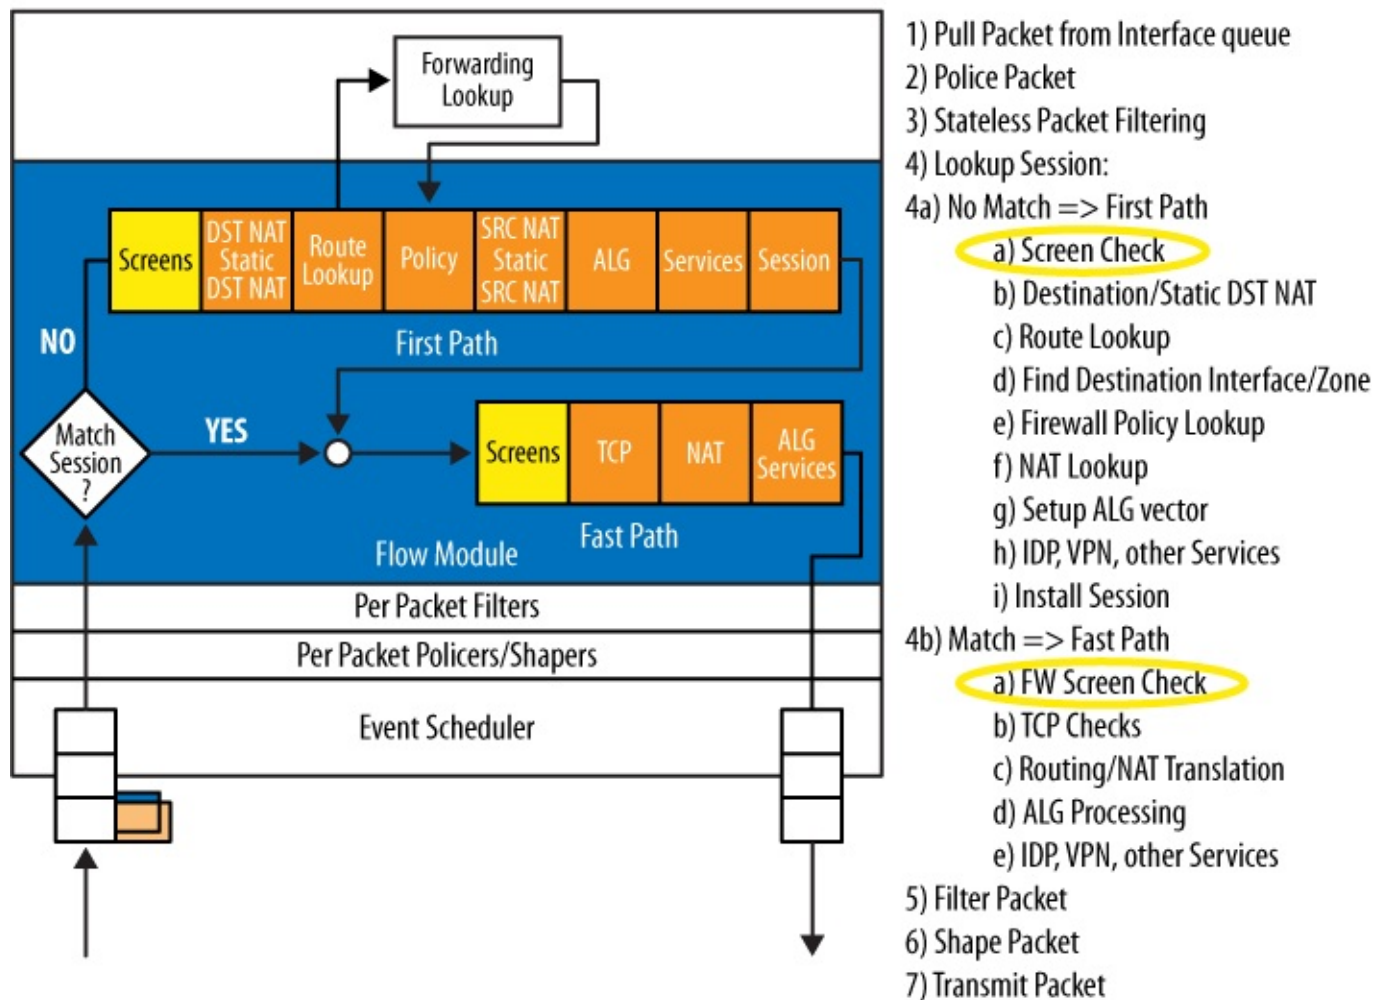 Forwarding
Lookup
Screens
DST NAT
Static
DST NAT
Route
Lookup
Policy
SRC NAT
Static
SRC NAT
ALG
Services
Session
First Path
NO
Match
Session
?
YES
Screens
TCP
NAT
ALG
Services
Fast Path
Flow Module
Per Packet Filters
Per Packet Policers/Shapers
Event Scheduler
1) Pull Packet from Interface queue
2) Police Packet
3) Stateless Packet Filtering
4) Lookup Session:
4a) No Match => First Path
a) Screen Check
b) Destination/Static DST NAT
c) Route Lookup
d) Find Destination Interface/Zone
e) Firewall Policy Lookup
f) NAT Lookup
g) Setup ALG vector
h) IDP, VPN, other Services
i) Install Session
4b) Match => Fast Path
a) FW Screen Check
b) TCP Checks
c) Routing/NAT Translation
d) ALG Processing
e) IDP, VPN, other Services
5) Filter Packet
6) Shape Packet
7) Transmit Packet